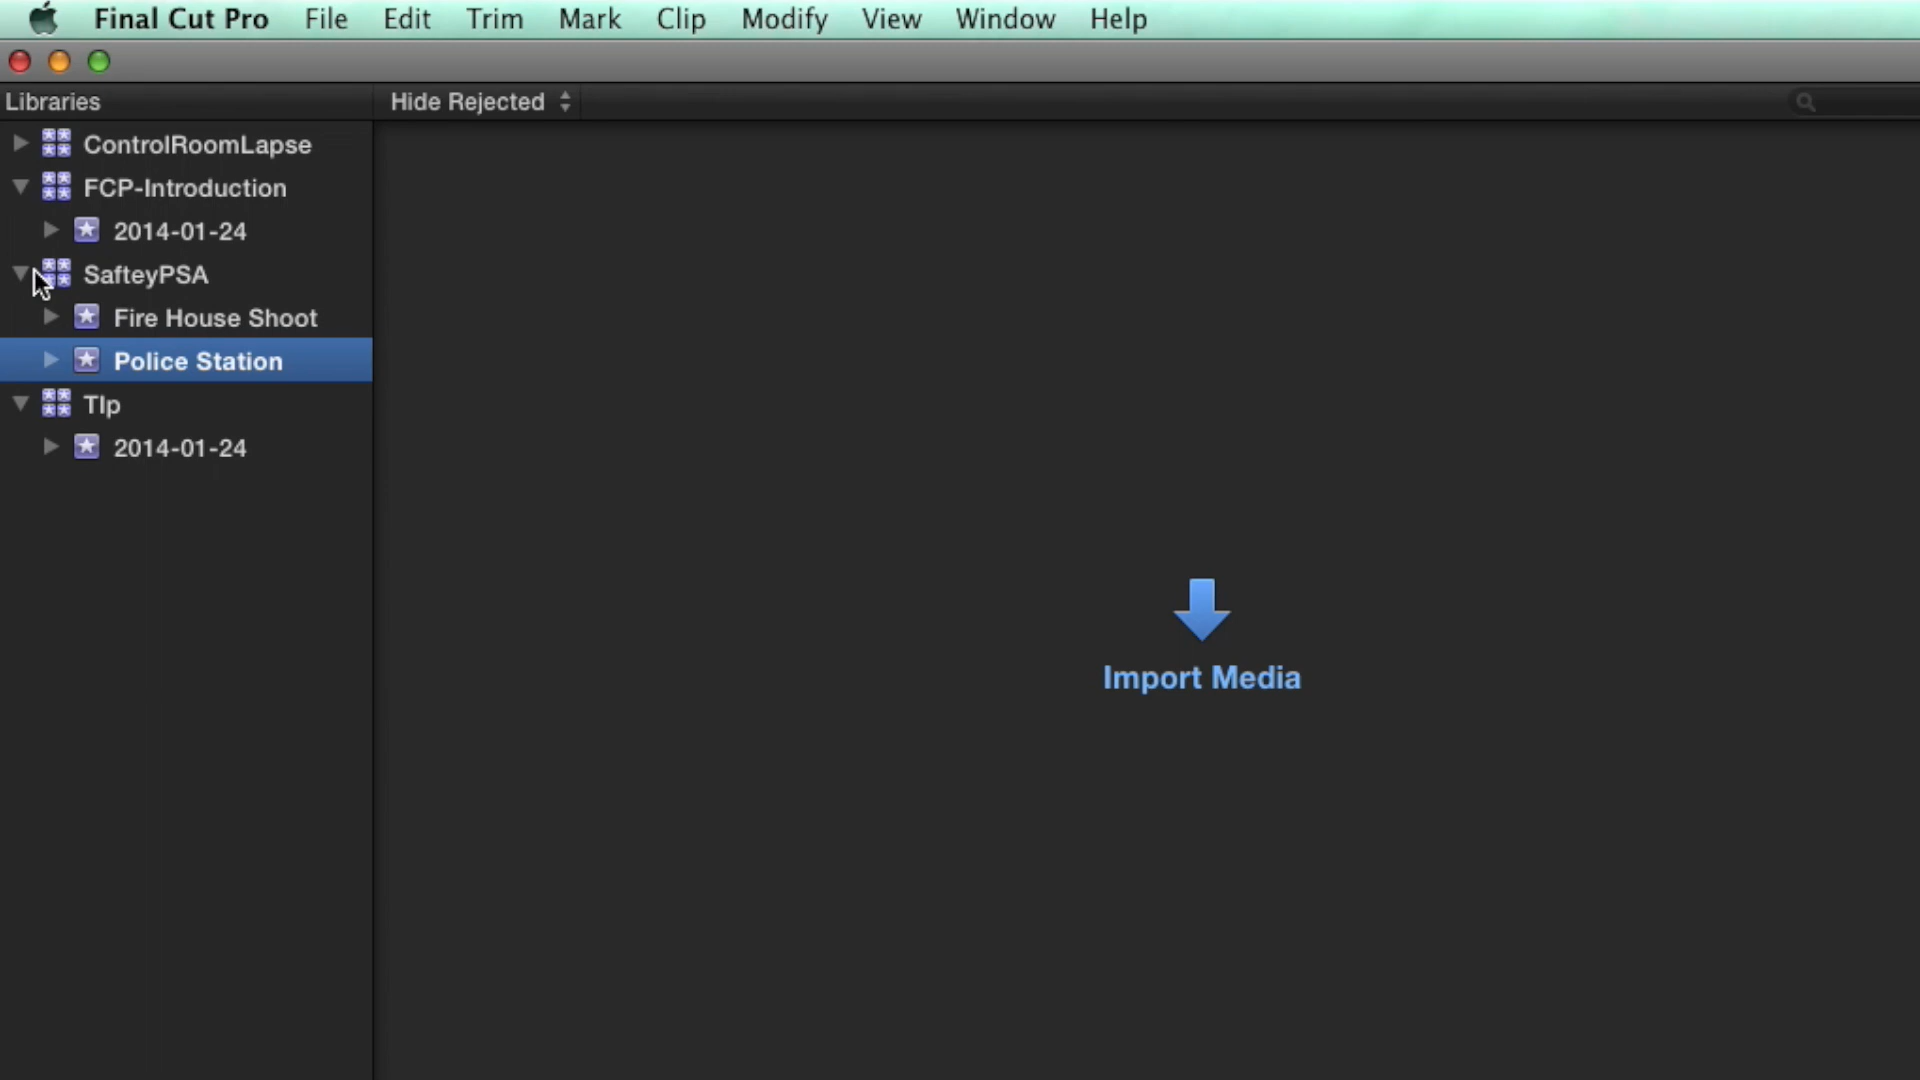 Final Cut Pro File Edit Trim Mark Clip Modify View Window Help
Libraries Hide Rejected
ControlRoomLapse
FCP-Introduction
2014-01-24
SafteyPSA
Fire House Shoot
Police Station
TIp
2014-01-24
Import Media